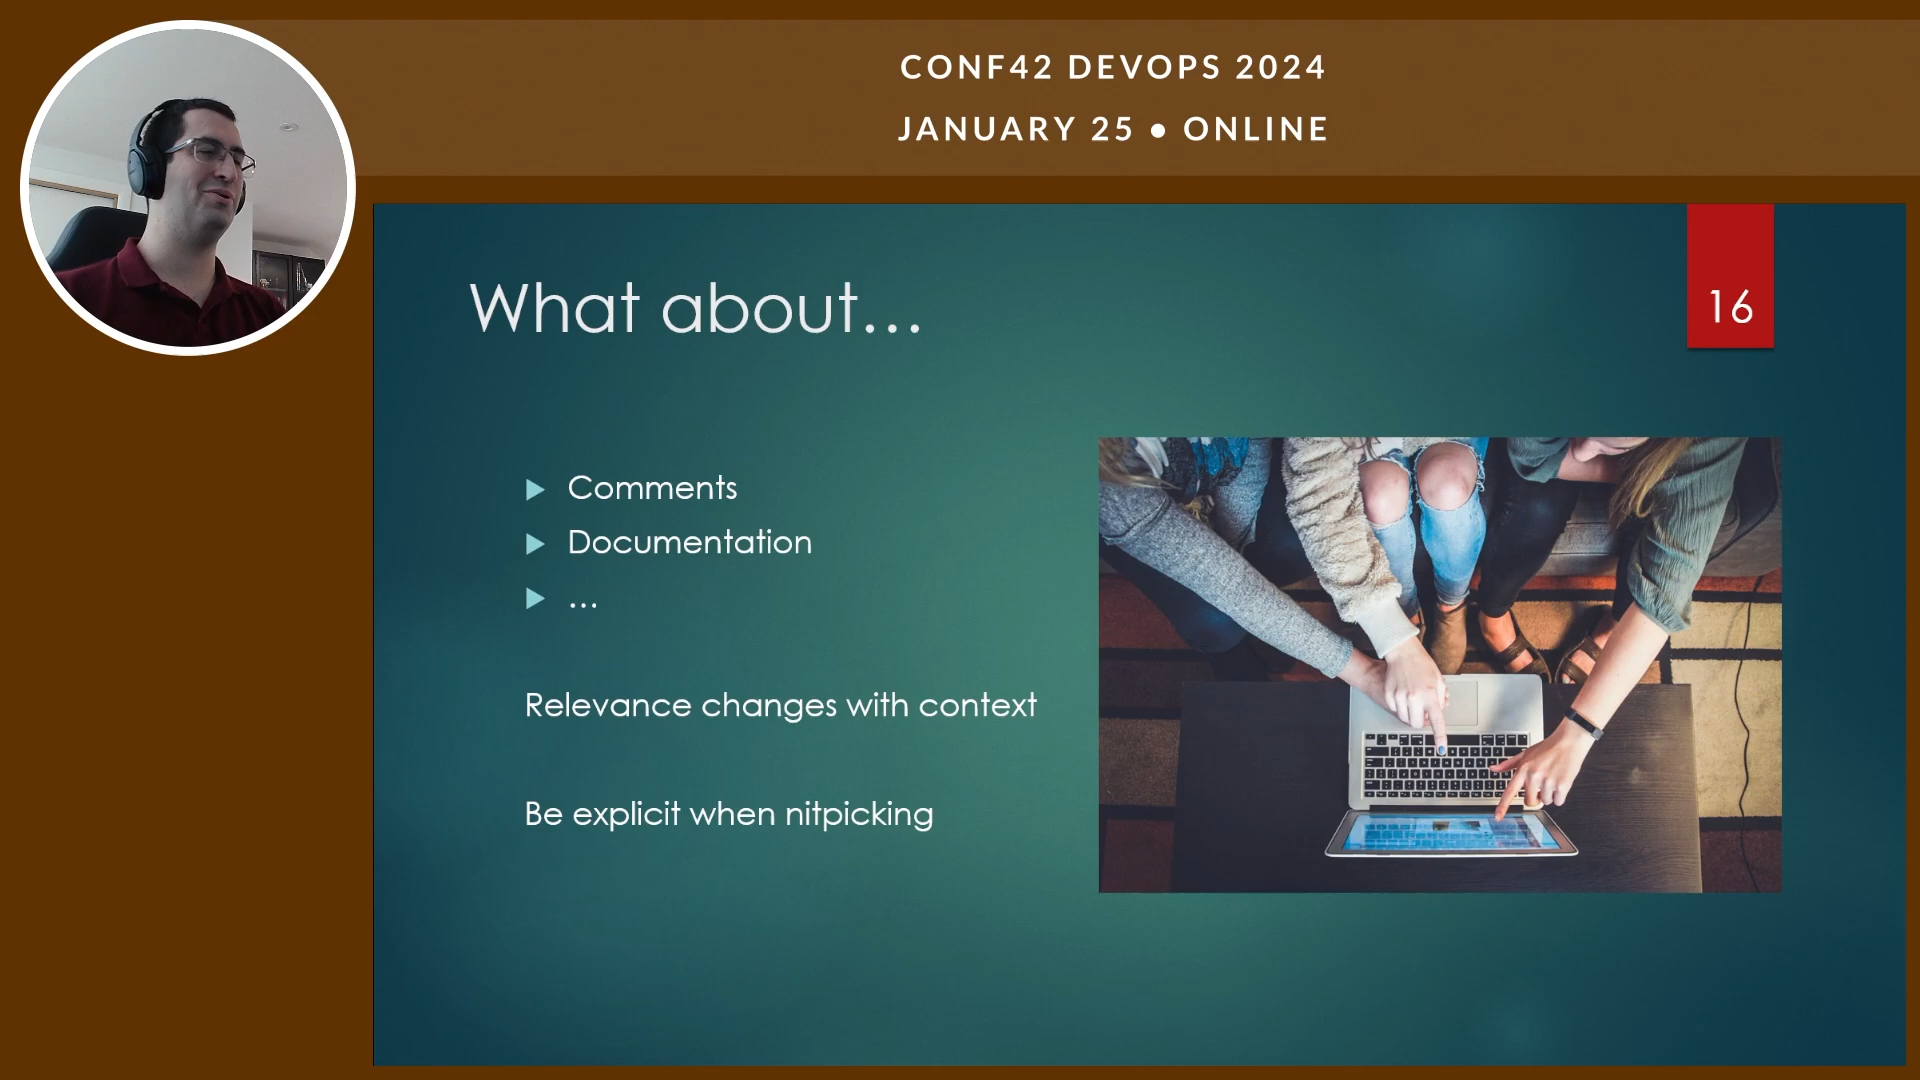 CONF42 DEVOPS 2024
JANUARY 25 ● ONLINE
What about…
16
Comments
Documentation
…
Relevance changes with context
Be explicit when nitpicking